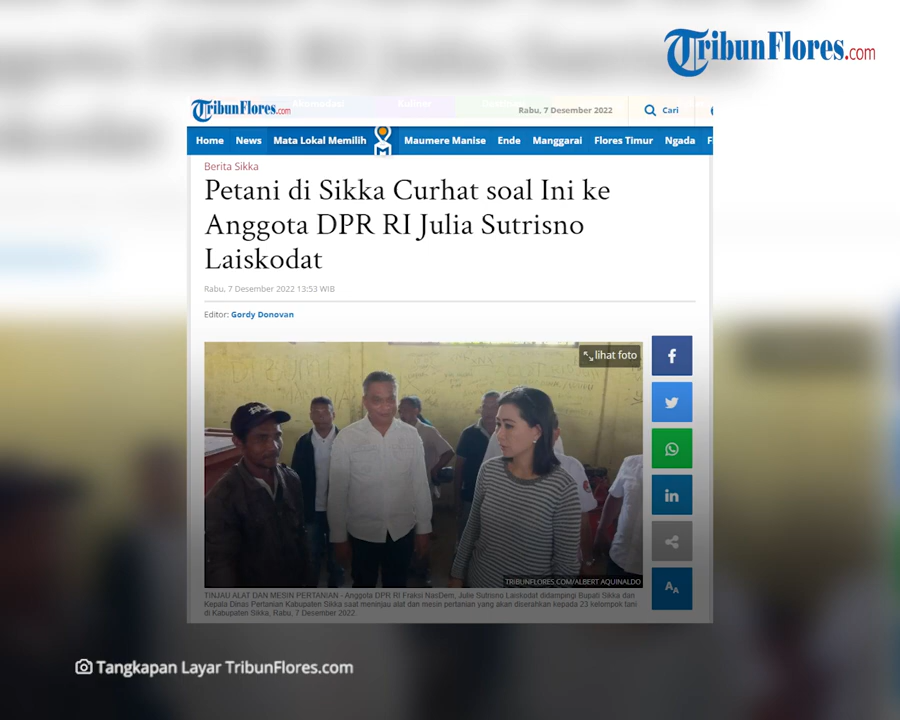 TribunFlores.com
TribunFlores.com
Rabu, 7 Desember 2022
Cari
Home News Mata Lokal Memilih Maumere Manise Ende Manggarai Flores Timur Ngada F
Berita Sikka
Petani di Sikka Curhat soal Ini ke
Anggota DPR RI Julia Sutrisno
Laiskodat
Rabu, 7 Desember 2022 13:53 WIB
Editor: Gordy Donovan
lihat foto
TRIBUNFLORES.COM/ALBERT AQUINALDO
TINJAU ALAT DAN MESIN PERTANIAN - Anggota DPR RI Fraksi NasDem, Julie Sutrisno Laiskodat didampingi Bupati Sikka dan
Kepala Dinas Pertanian Kabupaten Sikka saat meninjau alat dan mesin pertanian yang akan diserahkan kepada 23 kelompok tani
di Kabupaten Sikka, Rabu, 7 Desember 2022.
AA
Tangkapan Layar TribunFlores.com